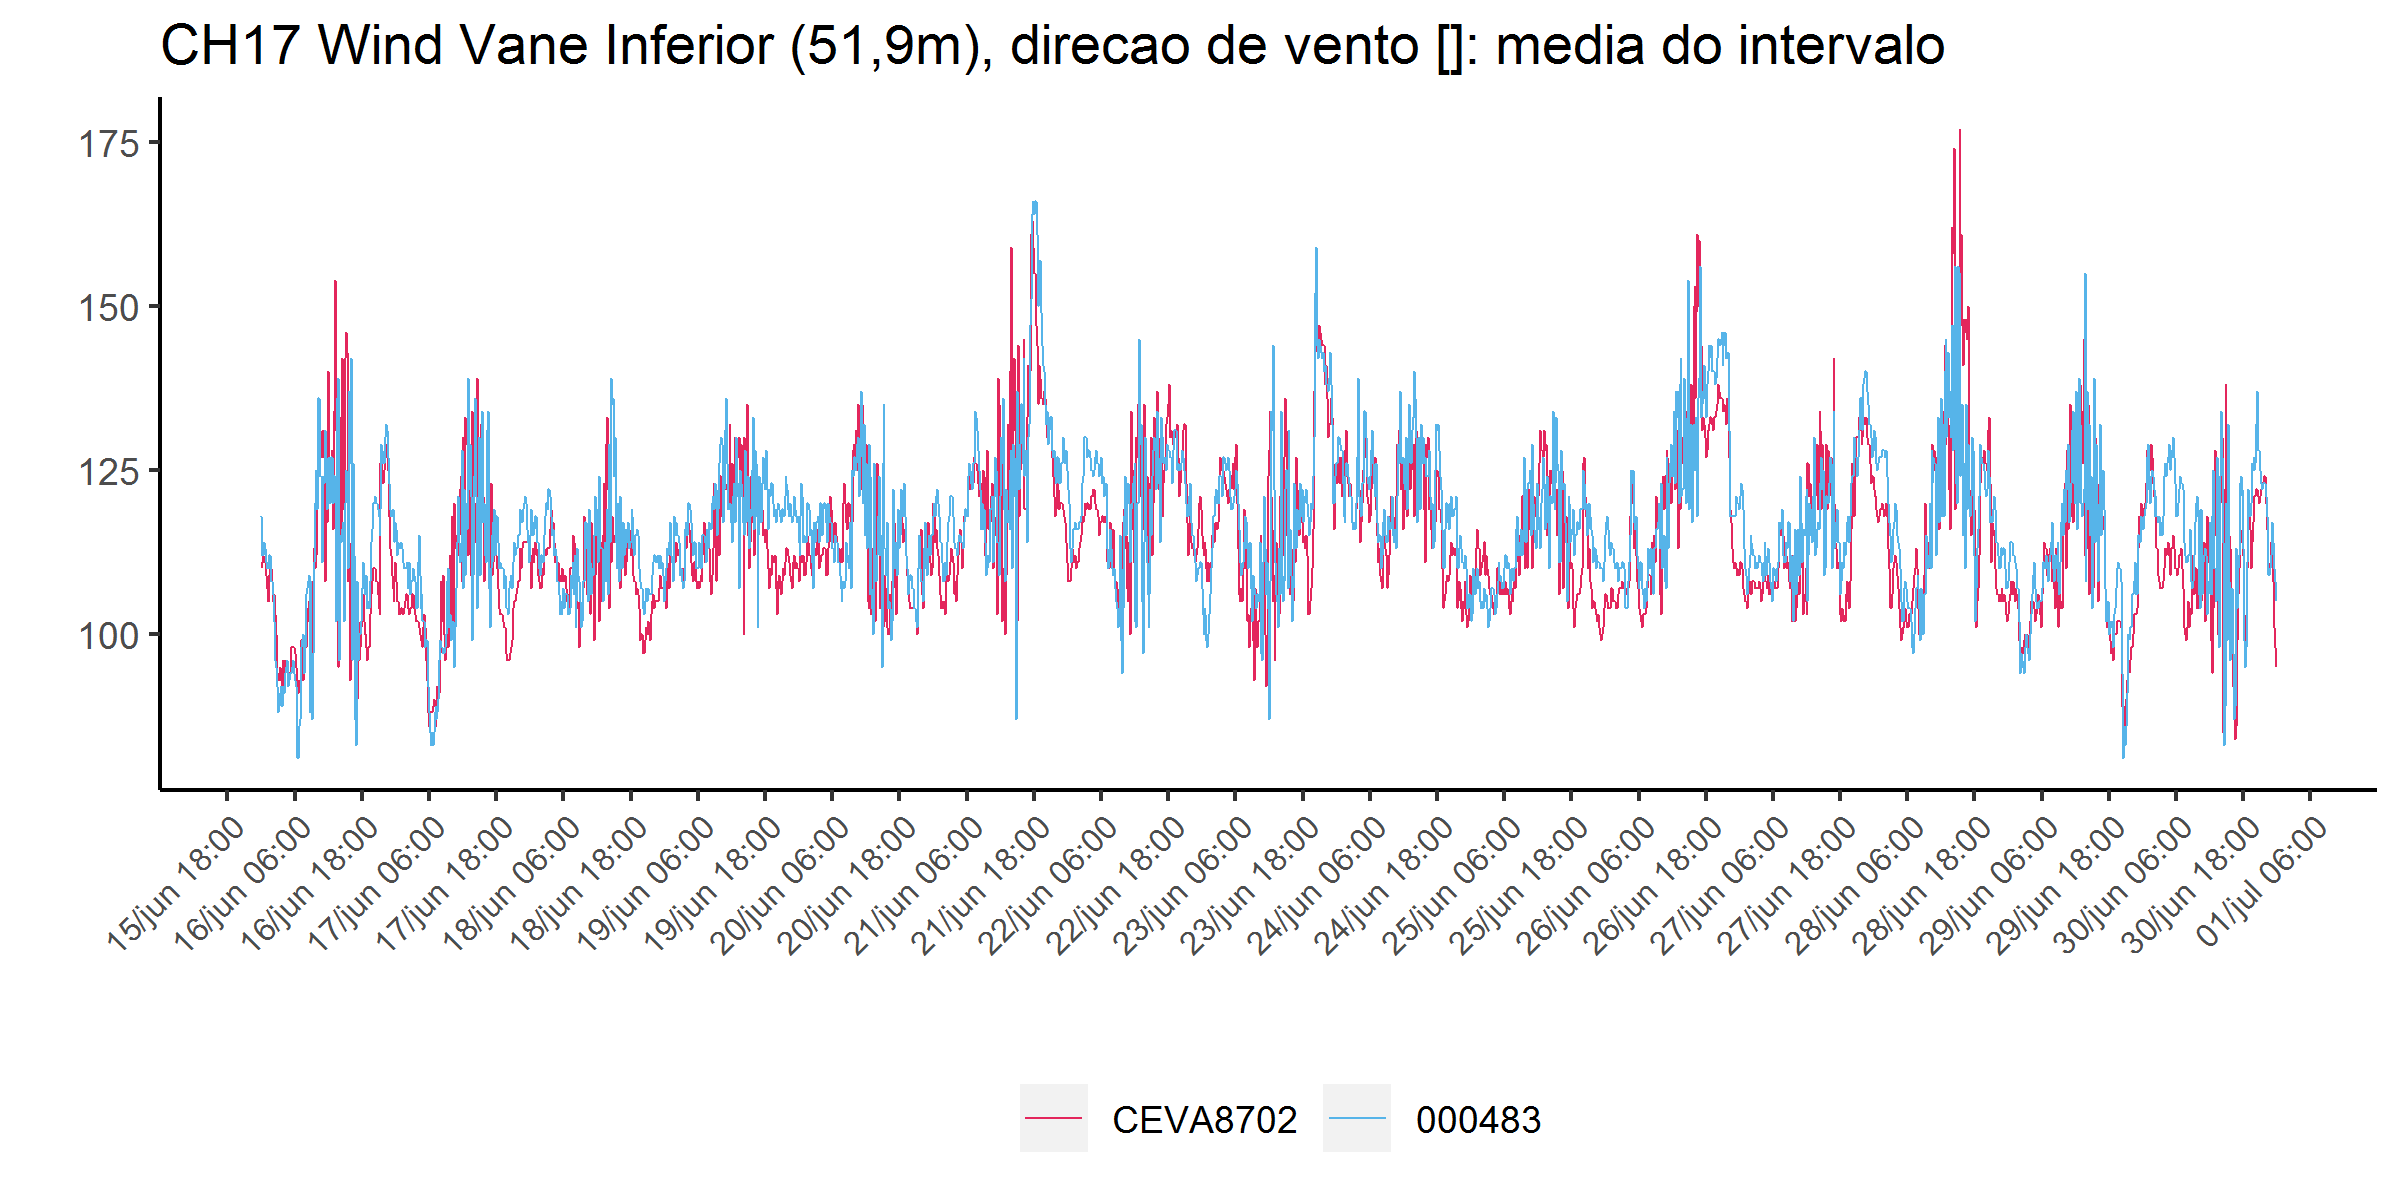 CH17 Wind Vane Inferior (51,9m), direcao de vento []: media do intervalo
175
150
125
100
15/jun 18:00
16/jun 06:00
16/jun 18:00
17/jun 06:00
17/jun 18:00
18/jun 06:00
18/jun 18:00
19/jun 06:00
19/jun 18:00
20/jun 06:00
20/jun 18:00
21/jun 06:00
21/jun 18:00
22/jun 06:00
22/jun 18:00
23/jun 06:00
23/jun 18:00
24/jun 06:00
24/jun 18:00
25/jun 06:00
25/jun 18:00
26/jun 06:00
26/jun 18:00
27/jun 06:00
27/jun 18:00
28/jun 06:00
28/jun 18:00
29/jun 06:00
29/jun 18:00
30/jun 06:00
30/jun 18:00
01/jul 06:00
CEVA8702
000483